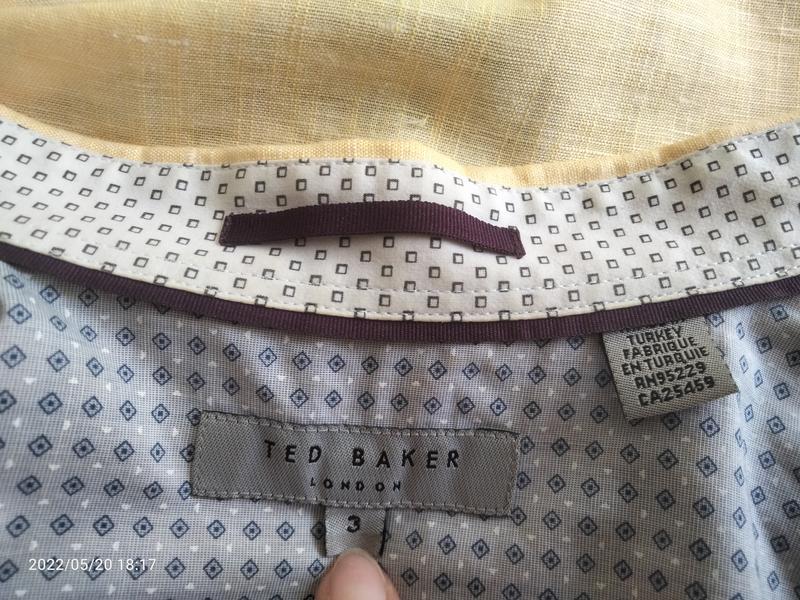 TURKEY
FABRIQUE
EN TURQUIE
RN95229
CA25459
TED BAKER
LONDON
3
2022/05/20 18:17